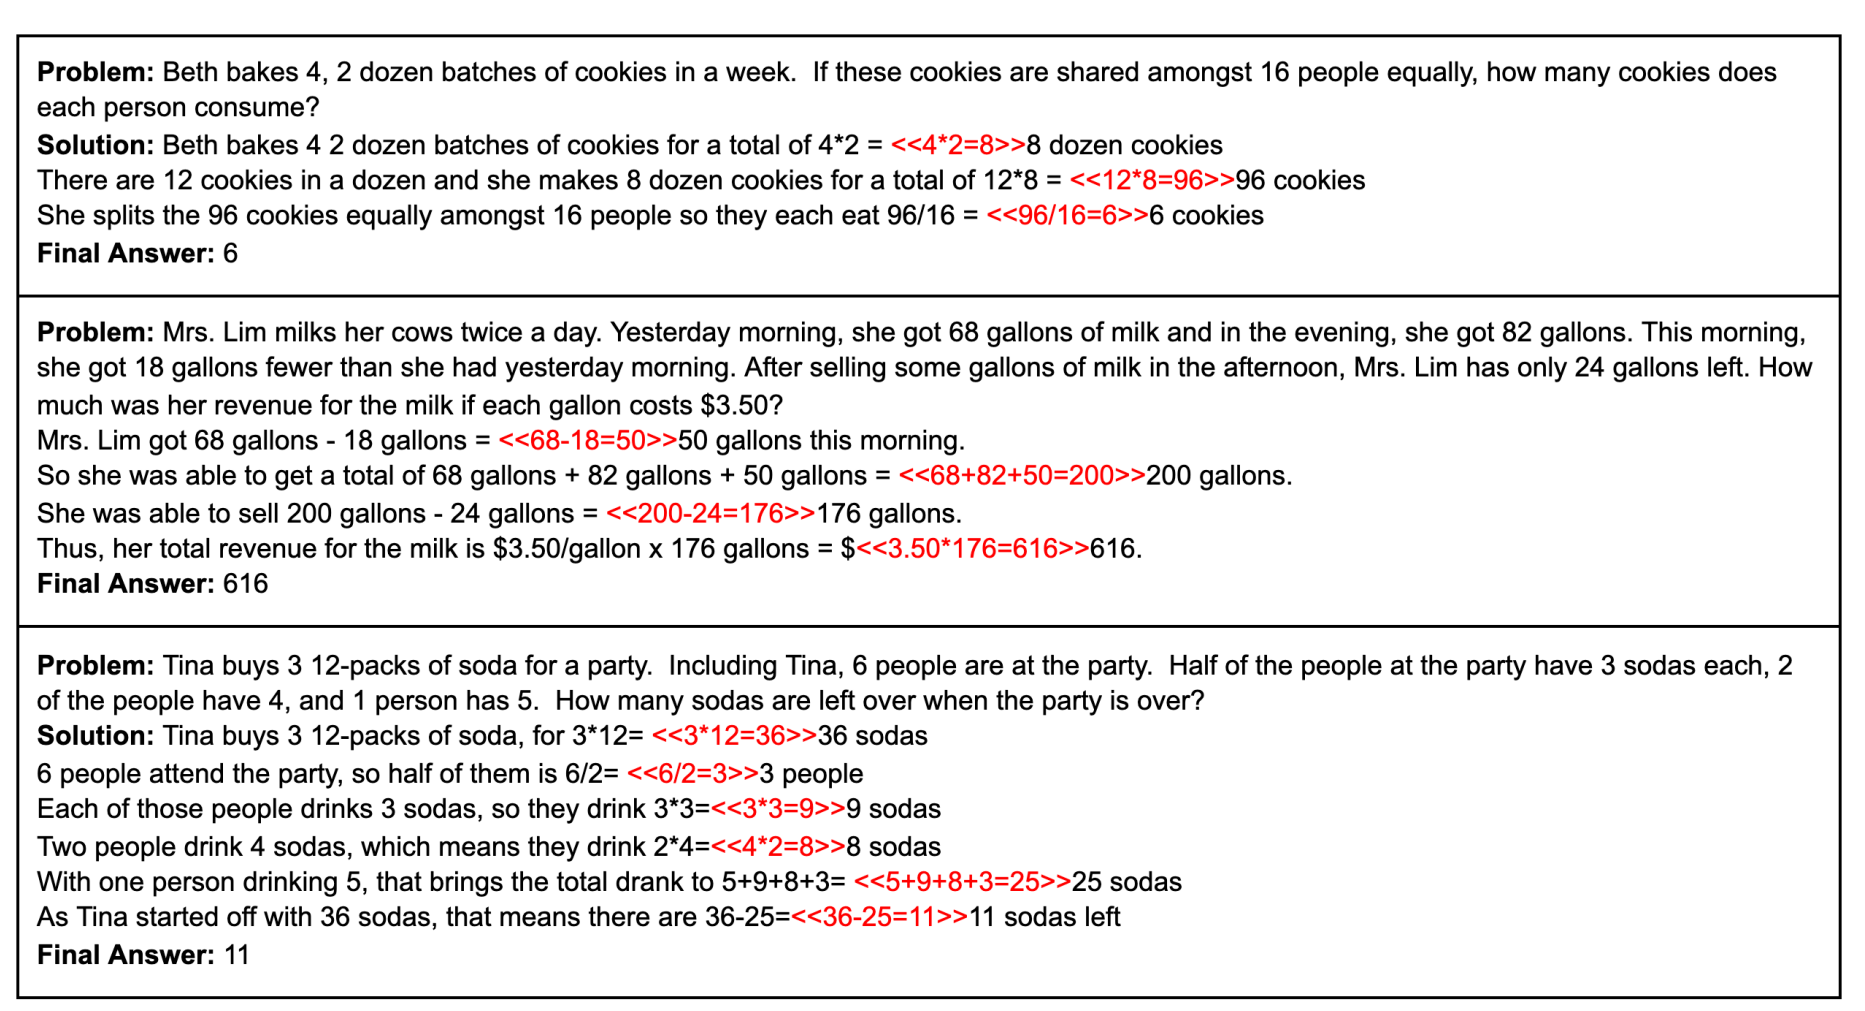 Problem: Beth bakes 4, 2 dozen batches of cookies in a week.  If these cookies are shared amongst 16 people equally, how many cookies does
each person consume?
Solution: Beth bakes 4 2 dozen batches of cookies for a total of 4*2 = <<4*2=8>>8 dozen cookies
There are 12 cookies in a dozen and she makes 8 dozen cookies for a total of 12*8 = <<12*8=96>>96 cookies
She splits the 96 cookies equally amongst 16 people so they each eat 96/16 = <<96/16=6>>6 cookies
Final Answer: 6
Problem: Mrs. Lim milks her cows twice a day. Yesterday morning, she got 68 gallons of milk and in the evening, she got 82 gallons. This morning,
she got 18 gallons fewer than she had yesterday morning. After selling some gallons of milk in the afternoon, Mrs. Lim has only 24 gallons left. How
much was her revenue for the milk if each gallon costs $3.50?
Mrs. Lim got 68 gallons - 18 gallons = <<68-18=50>>50 gallons this morning.
So she was able to get a total of 68 gallons + 82 gallons + 50 gallons = <<68+82+50=200>>200 gallons.
She was able to sell 200 gallons - 24 gallons = <<200-24=176>>176 gallons.
Thus, her total revenue for the milk is $3.50/gallon x 176 gallons = $<<3.50*176=616>>616.
Final Answer: 616
Problem: Tina buys 3 12-packs of soda for a party.  Including Tina, 6 people are at the party.  Half of the people at the party have 3 sodas each, 2
of the people have 4, and 1 person has 5.  How many sodas are left over when the party is over?
Solution: Tina buys 3 12-packs of soda, for 3*12= <<3*12=36>>36 sodas
6 people attend the party, so half of them is 6/2= <<6/2=3>>3 people
Each of those people drinks 3 sodas, so they drink 3*3=<<3*3=9>>9 sodas
Two people drink 4 sodas, which means they drink 2*4=<<4*2=8>>8 sodas
With one person drinking 5, that brings the total drank to 5+9+8+3= <<5+9+8+3=25>>25 sodas
As Tina started off with 36 sodas, that means there are 36-25=<<36-25=11>>11 sodas left
Final Answer: 11